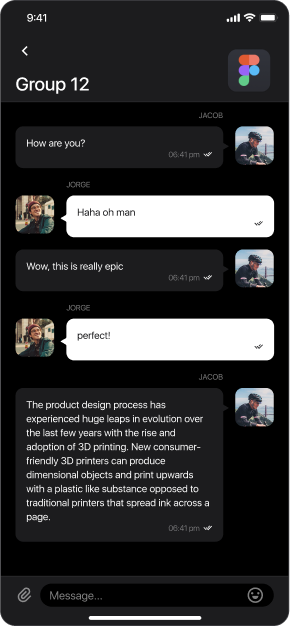 9:41
Group 12
JACOB
How are you?
06:41 pm
JORGE
Haha oh man
Wow, this is really epic
06:41 pm
JORGE
perfect!
JACOB
The product design process has
experienced huge leaps in evolution over
the last few years with the rise and
adoption of 3D printing. New consumer-
friendly 3D printers can produce
dimensional objects and print upwards
with a plastic like substance opposed to
traditional printers that spread ink across a
page.
06:41 pm
Message...